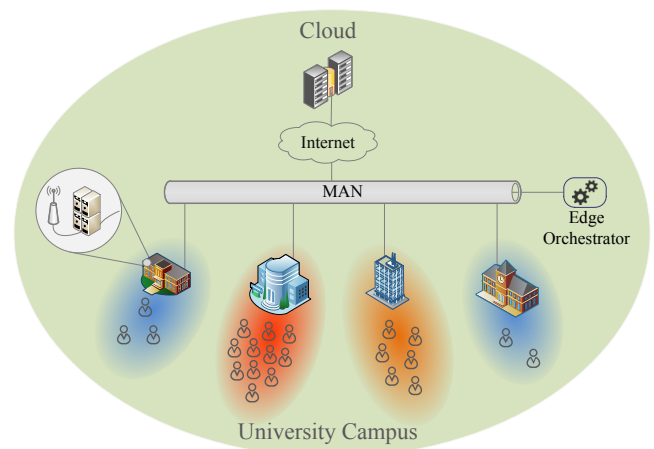 Cloud
Internet
MAN
Edge
Orchestrator
University Campus